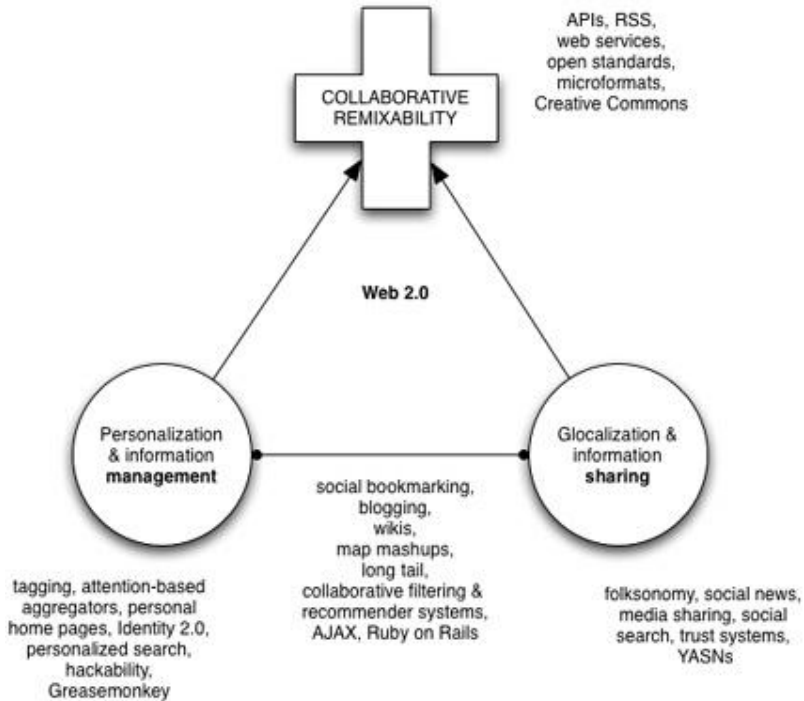 APIs, RSS,
web services,
open standards,
microformats,
Creative Commons
COLLABORATIVE
REMIXABILITY
Web 2.0
Personalization
& information
management
Glocalization &
information
sharing
social bookmarking,
blogging,
wikis,
map mashups,
long tail,
collaborative filtering &
recommender systems,
AJAX, Ruby on Rails
tagging, attention-based
aggregators, personal
home pages, Identity 2.0,
personalized search,
hackability,
Greasemonkey
folksonomy, social news,
media sharing, social
search, trust systems,
YASNs